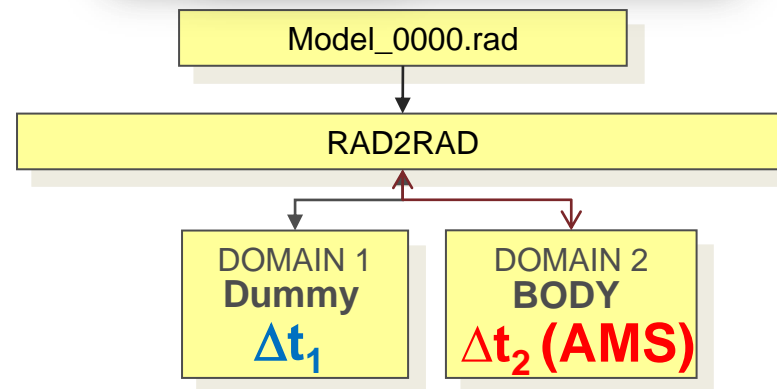 Model_0000.rad
RAD2RAD
DOMAIN 1
Dummy
Δt₁
DOMAIN 2
BODY
Δt₂ (AMS)